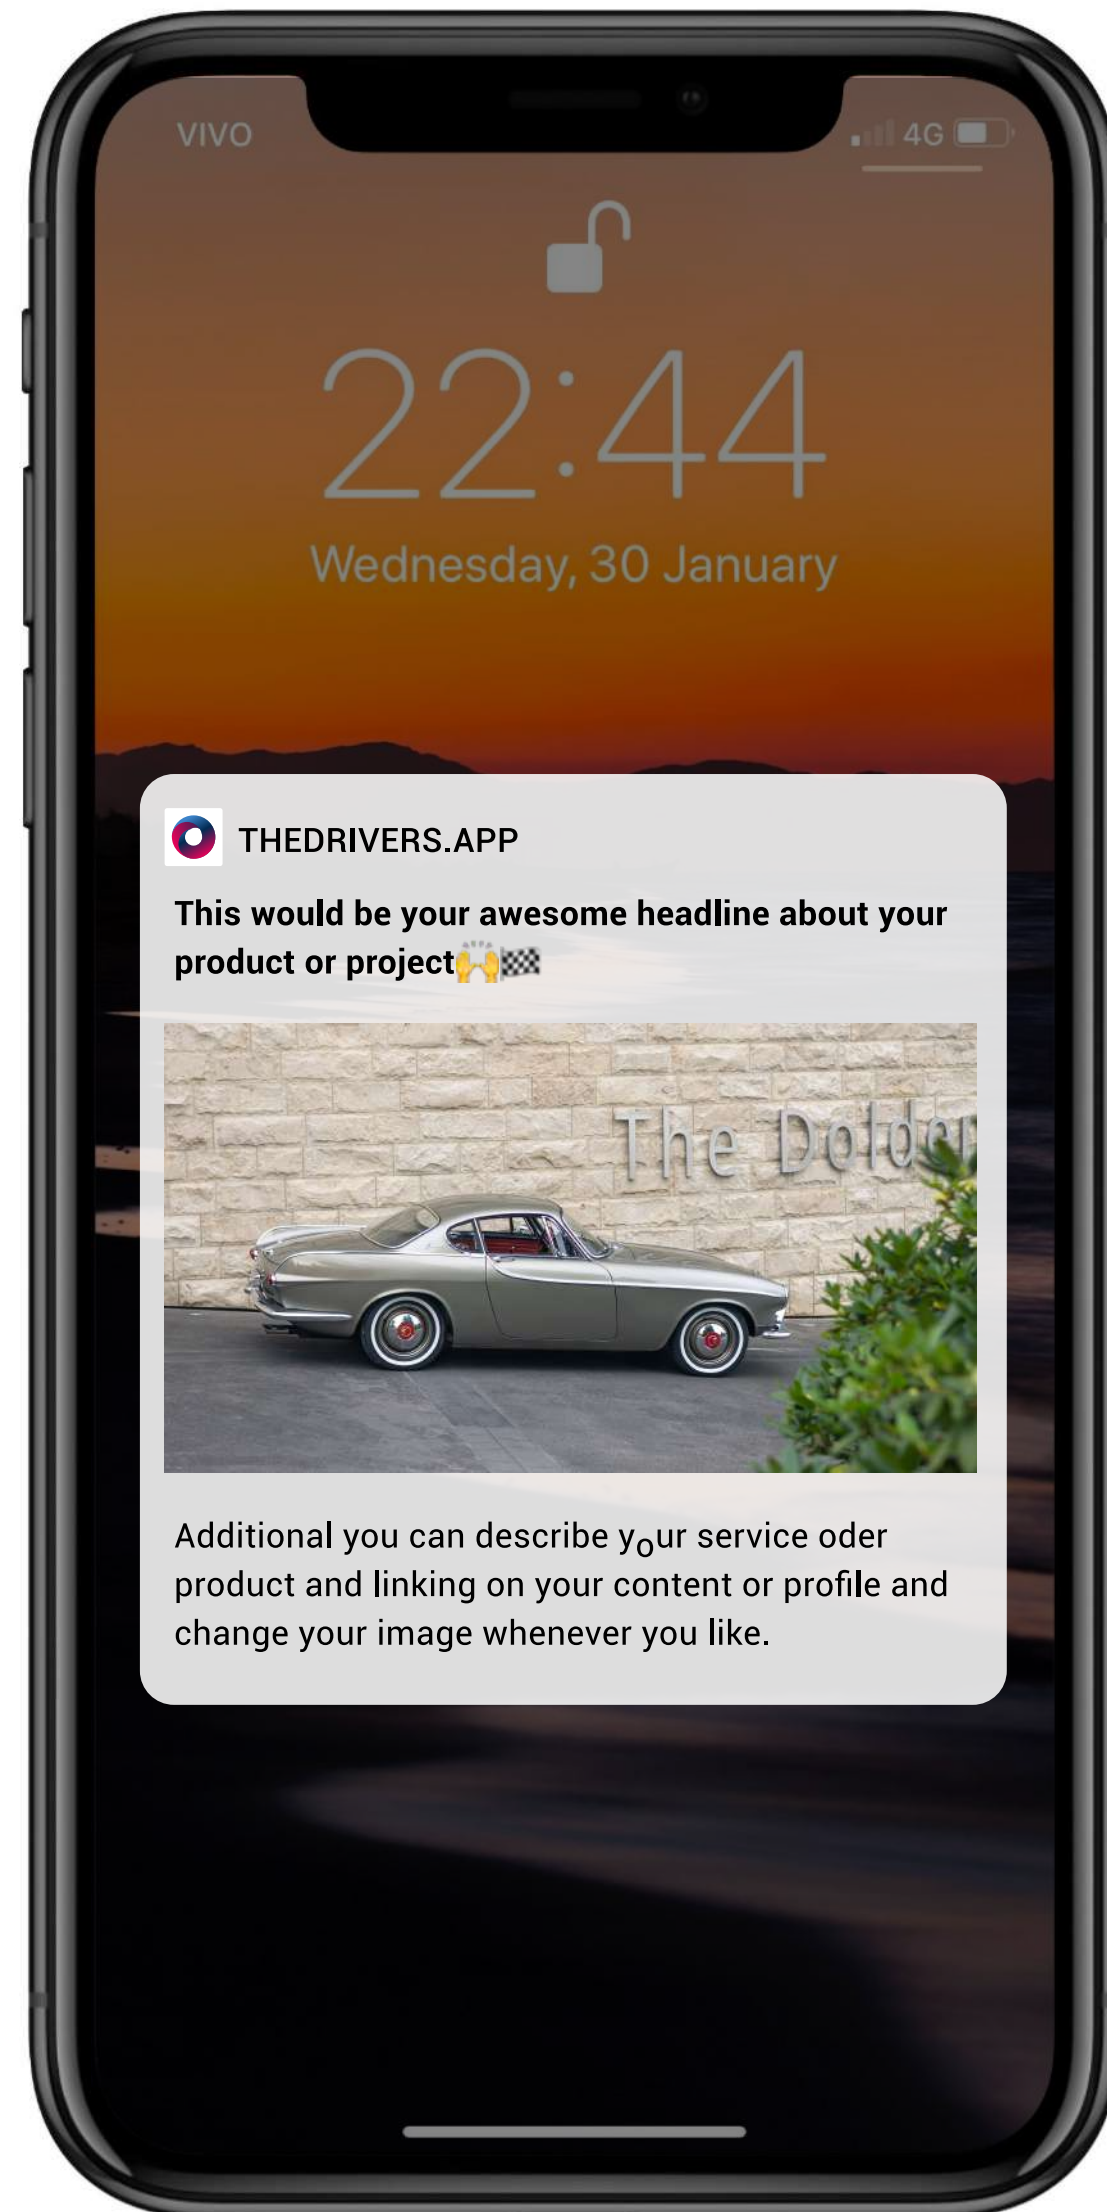 VIVO
4G
22:44
Wednesday, 30 January
THEDRIVERS.APP
This would be your awesome headline about your
product or project🙌🏁
The Dolder
Additional you can describe your service oder
product and linking on your content or profile and
change your image whenever you like.